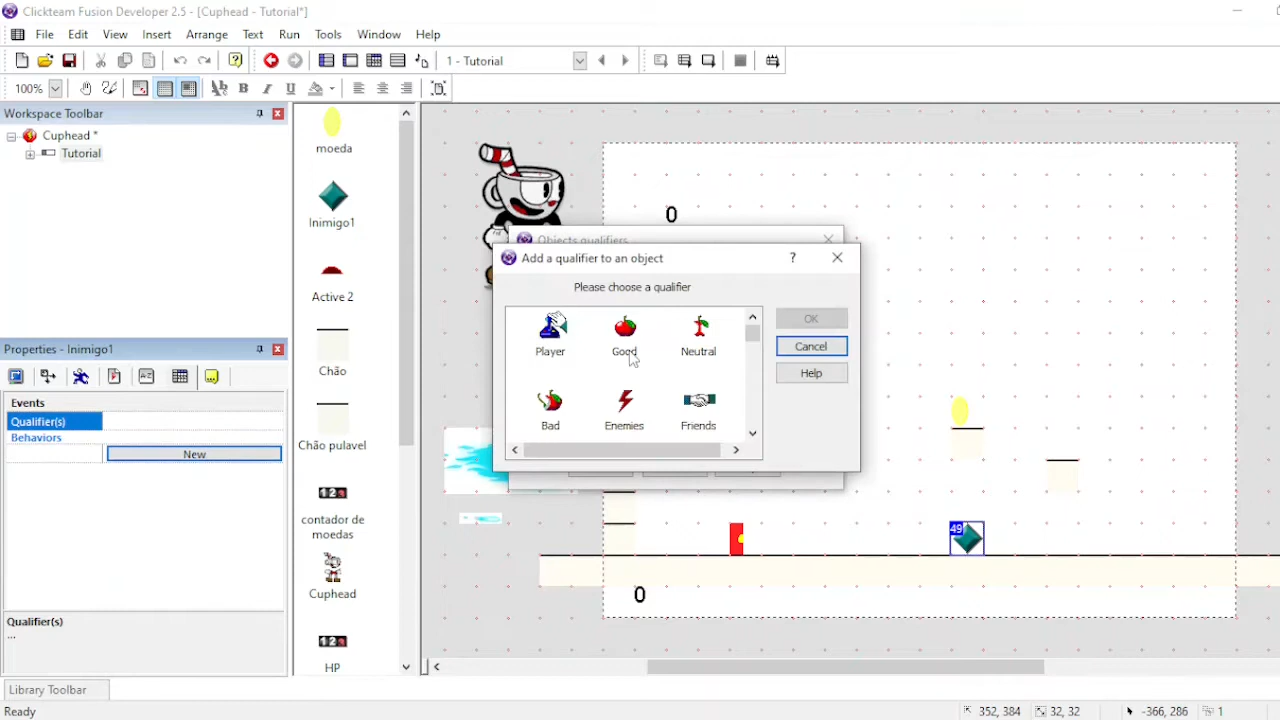 Clickteam Fusion Developer 2.5 - [Cuphead - Tutorial*]
File Edit View Insert Arrange Text Run Tools Window Help
1 - Tutorial
100%
Workspace Toolbar
Cuphead *
Tutorial
Properties - Inimigo1
Events
Qualifier(s)
Behaviors
New
Qualifier(s)
...
Library Toolbar
Ready
moeda
Inimigo1
Active 2
Chão
Chão pulavel
contador de
moedas
Cuphead
HP
0
Objects qualifiers
Add a qualifier to an object
?
Please choose a qualifier
Player Good Neutral
Bad Enemies Friends
OK
Cancel
Help
49
0
352, 384
32, 32
-366, 286
1